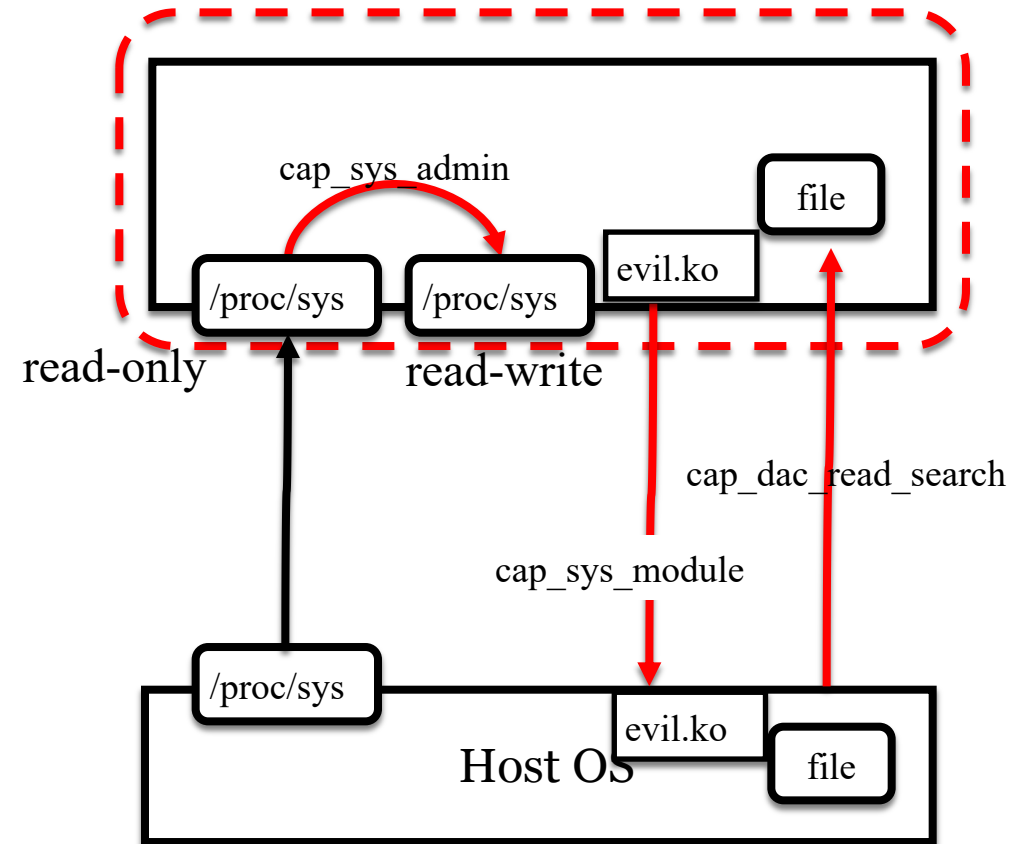 cap_sys_admin
file
evil.ko
/proc/sys
/proc/sys
read-only
read-write
cap_dac_read_search
cap_sys_module
/proc/sys
evil.ko
Host OS
file